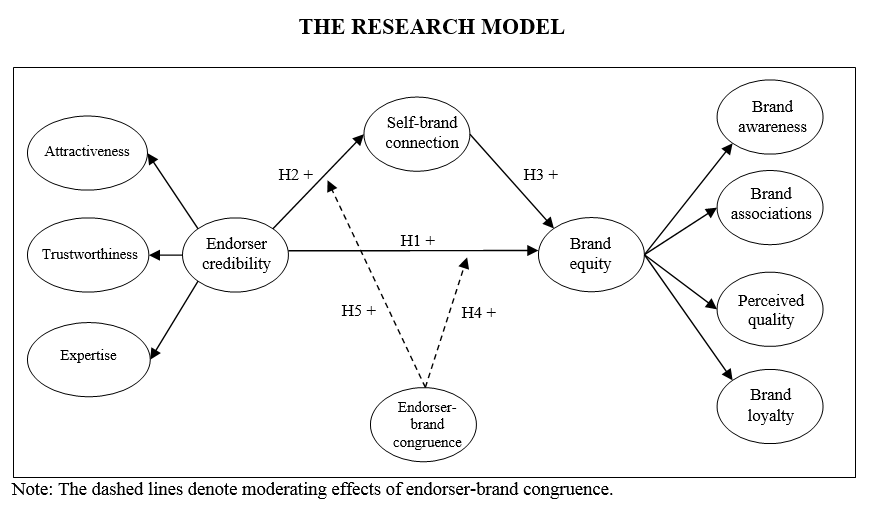 THE RESEARCH MODEL
Attractiveness
Trustworthiness
Expertise
Endorser
credibility
H2 +
Self-brand
connection
H3 +
H1 +
H5 +
H4 +
Endorser-
brand
congruence
Brand
equity
Brand
awareness
Brand
associations
Perceived
quality
Brand
loyalty
Note: The dashed lines denote moderating effects of endorser-brand congruence.